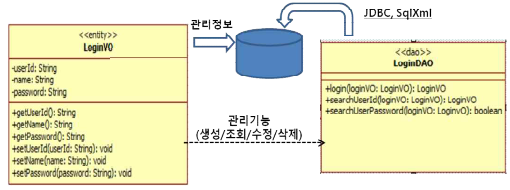 <<entity>>
LoginVO
-userId: String
-name: String
-password: String
+getUserId(): String
+getName(): String
+getPassword(): String
+setUserId(userId: String): void
+setName(name: String): void
+setPassword(password: String): void
관리정보
JDBC, SqlXml
<<dao>>
LoginDAO
+login(loginVO: LoginVO): LoginVO
+searchUserId(loginVO: LoginVO): LoginVO
+searchUserPassword(loginVO: LoginVO): boolean
관리기능
(생성/조회/수정/삭제)